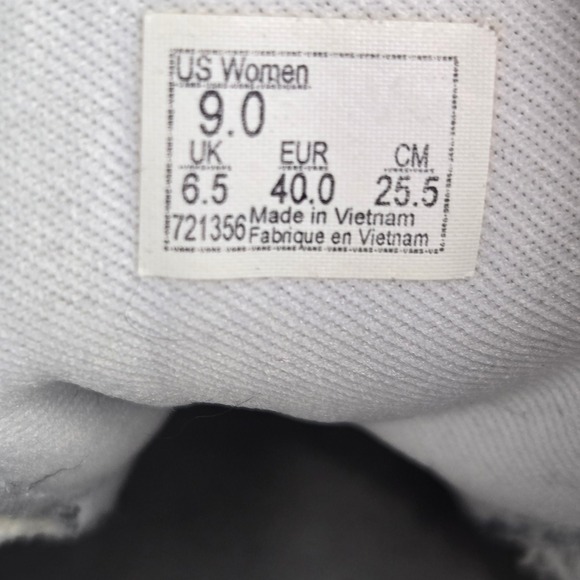 US Women
9.0
UK EUR CM
6.5 40.0 25.5
721356 Made in Vietnam
Fabrique en Vietnam